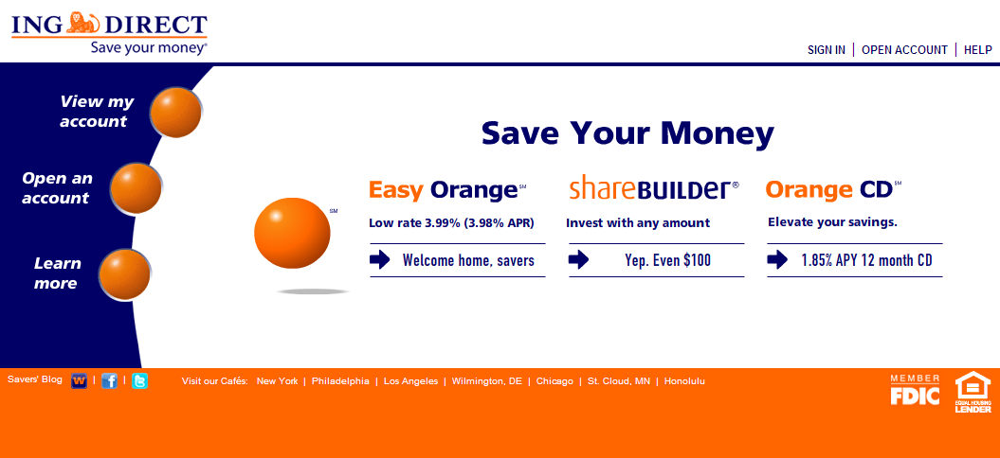 ING DIRECT
Save your money®
SIGN IN | OPEN ACCOUNT | HELP
View my
account
Open an
account
Learn
more
Save Your Money
SM
Easy Orange℠
Low rate 3.99% (3.98% APR)
Welcome home, savers
shareBUILDer®
Invest with any amount
Yep. Even $100
Orange CD℠
Elevate your savings.
1.85% APY 12 month CD
Savers' Blog W | f | t
Visit our Cafés: New York | Philadelphia | Los Angeles | Wilmington, DE | Chicago | St. Cloud, MN | Honolulu
MEMBER
FDIC
EQUAL HOUSING
LENDER